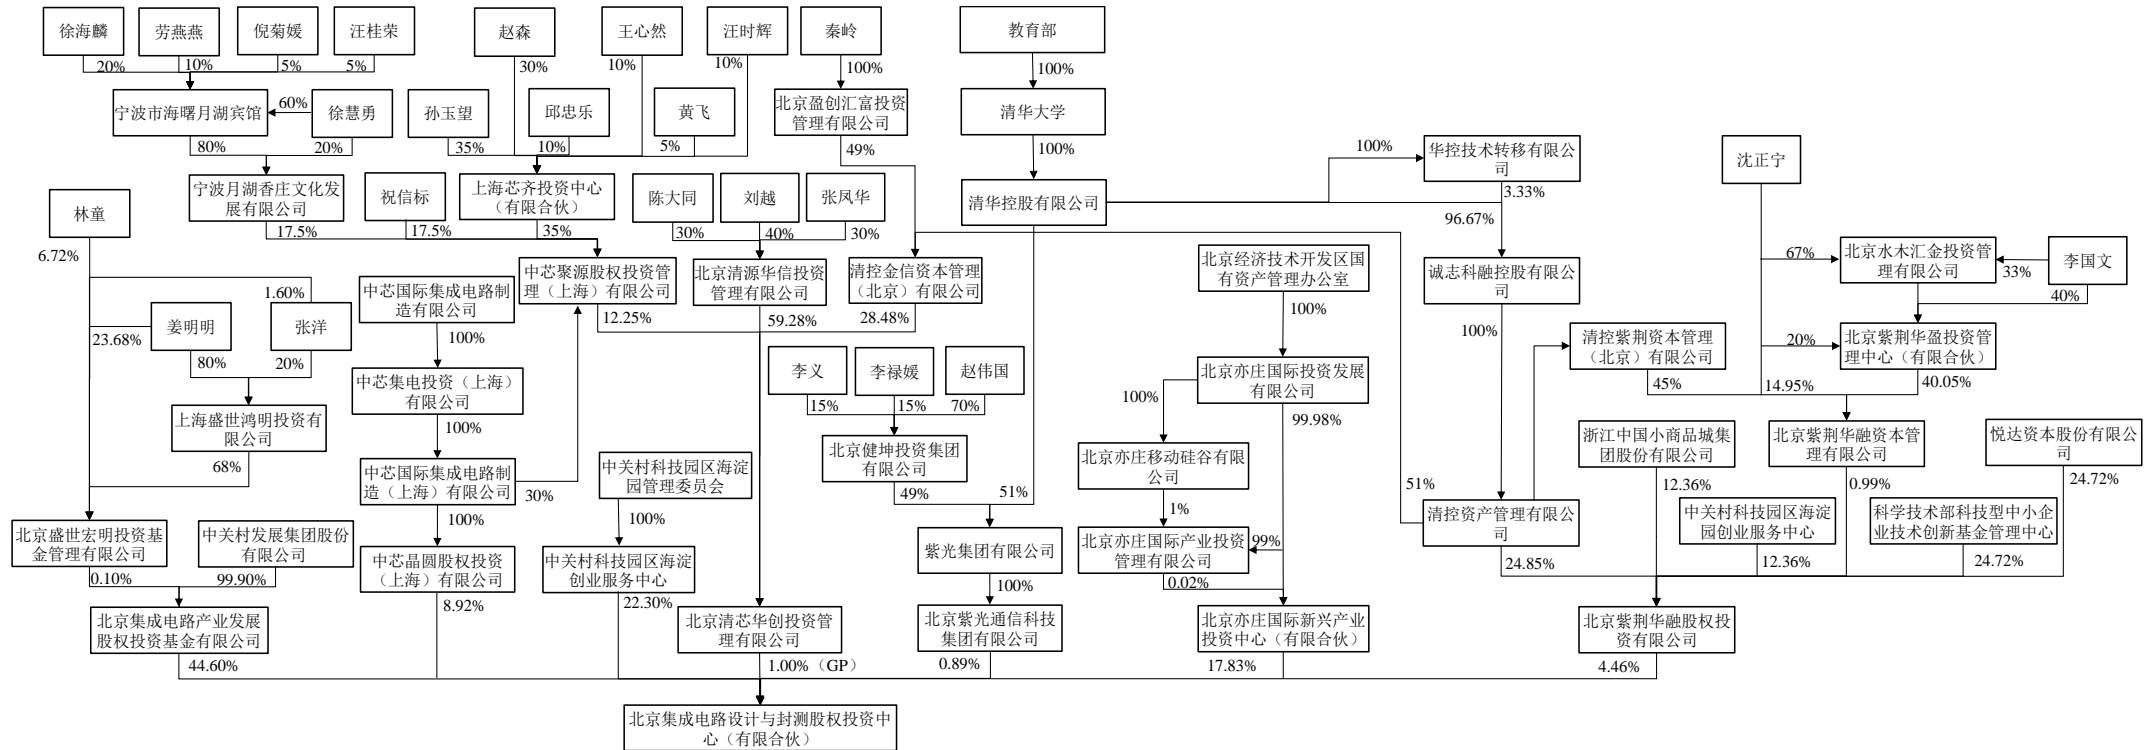 徐海麟
劳燕燕
倪菊媛
汪桂荣
赵森
王心然
汪时辉
秦岭
教育部
20%
10%
5%
5%
30%
10%
10%
100%
100%
宁波市海曙月湖宾馆
60%
徐慧勇
孙玉望
邱忠乐
黄飞
北京盈创汇富投资
管理有限公司
清华大学
80%
20%
35%
10%
5%
49%
100%
100%
华控技术转移有限公
司
沈正宁
宁波月湖香庄文化发
展有限公司
祝信标
上海芯齐投资中心
（有限合伙）
陈大同
刘越
张凤华
清华控股有限公司
3.33%
96.67%
林童
17.5%
17.5%
35%
30%
40%
30%
6.72%
中芯聚源股权投资管
理（上海）有限公司
北京清源华信投资
管理有限公司
清控金信资本管理
（北京）有限公司
北京经济技术开发区国
有资产管理办公室
诚志科融控股有限公
司
67%
北京水木汇金投资管
理有限公司
33%
李国文
1.60%
中芯国际集成电路制
造有限公司
12.25%
59.28%
28.48%
100%
100%
40%
姜明明
张洋
23.68%
100%
清控紫荆资本管理
（北京）有限公司
20%
北京紫荆华盈投资管
理中心（有限合伙）
80%
20%
李义
李禄媛
赵伟国
北京亦庄国际投资发展
有限公司
45%
14.95%
40.05%
中芯集电投资（上海）
有限公司
15%
15%
70%
100%
99.98%
上海盛世鸿明投资有
限公司
100%
北京健坤投资集团
有限公司
浙江中国小商品城集
团股份有限公司
北京紫荆华融资本管
理有限公司
悦达资本股份有限公
司
68%
中芯国际集成电路制
造（上海）有限公司
30%
中关村科技园区海淀
园管理委员会
49%
51%
北京亦庄移动硅谷有限
公司
51%
12.36%
0.99%
24.72%
100%
100%
1%
清控资产管理有限公
司
中关村科技园区海淀
园创业服务中心
科学技术部科技型中小企
业技术创新基金管理中心
北京盛世宏明投资基
金管理有限公司
中关村发展集团股份
有限公司
中芯晶圆股权投资
（上海）有限公司
中关村科技园区海淀
创业服务中心
紫光集团有限公司
北京亦庄国际产业投资
管理有限公司
99%
24.85%
12.36%
24.72%
0.10%
99.90%
8.92%
22.30%
100%
0.02%
北京集成电路产业发展
股权投资基金有限公司
北京清芯华创投资管
理有限公司
北京紫光通信科技
集团有限公司
北京亦庄国际新兴产业
投资中心（有限合伙）
北京紫荆华融股权投
资有限公司
44.60%
1.00%（GP）
0.89%
17.83%
4.46%
北京集成电路设计与封测股权投资中
心（有限合伙）